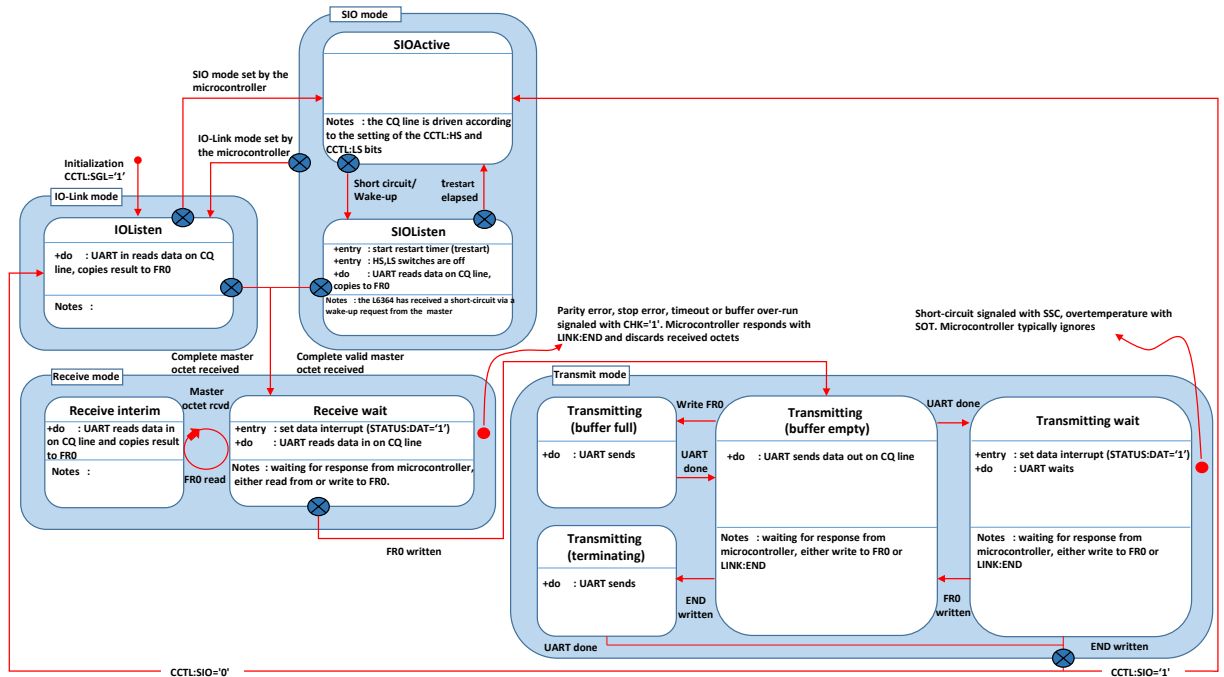 SIO mode
SIOActive
Notes : the CQ line is driven according
to the setting of the CCTL:HS and
CCTL:LS bits
SIO mode set by the
microcontroller
IO-Link mode set by
the microcontroller
Initialization
CCTL:SGL='1'
Short circuit/
Wake-up
trestart
elapsed
IO-Link mode
IOListen
+do : UART in reads data on CQ
line, copies result to FR0
Notes :
SIOListen
+entry : start restart timer (trestart)
+entry : HS,LS switches are off
+do : UART reads data on CQ line,
copies to FR0
Notes : the L6364 has received a short-circuit via a
wake-up request from the master
Parity error, stop error, timeout or buffer over-run
signaled with CHK='1'. Microcontroller responds with
LINK:END and discards received octets
Short-circuit signaled with SSC, overtemperature with
SOT. Microcontroller typically ignores
Complete master
octet received
Complete valid master
octet received
Receive mode
Receive interim
+do : UART reads data in
on CQ line and copies result
to FR0
Notes :
Master
octet rcvd
FR0 read
Receive wait
+entry : set data interrupt (STATUS:DAT='1')
+do : UART reads data in on CQ line
Notes : waiting for response from microcontroller,
either read from or write to FR0.
FR0 written
Transmit mode
Transmitting
(buffer full)
+do : UART sends
Write FR0
UART
done
Transmitting
(buffer empty)
+do : UART sends data out on CQ line
Notes : waiting for response from
microcontroller, either write to FR0 or
LINK:END
UART done
Transmitting wait
+entry : set data interrupt (STATUS:DAT='1')
+do : UART waits
Notes : waiting for response from
microcontroller, either write to FR0 or
LINK:END
Transmitting
(terminating)
+do : UART sends
END
written
FR0
written
UART done
END written
CCTL:SIO='0'
CCTL:SIO='1'